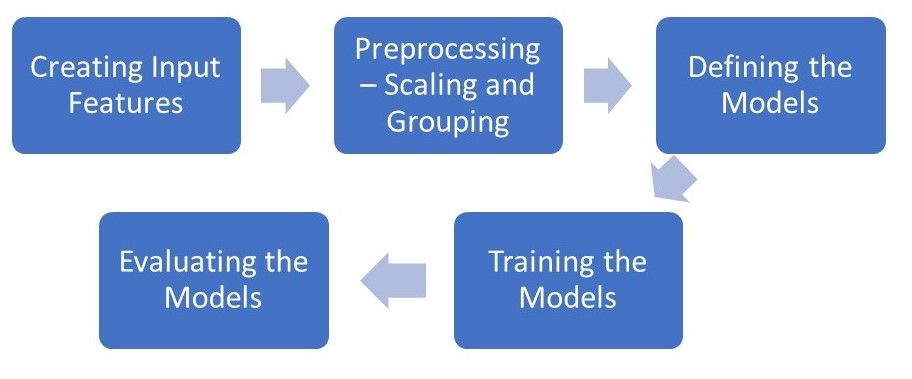 Creating Input
Features
Preprocessing
– Scaling and
Grouping
Defining the
Models
Training the
Models
Evaluating the
Models